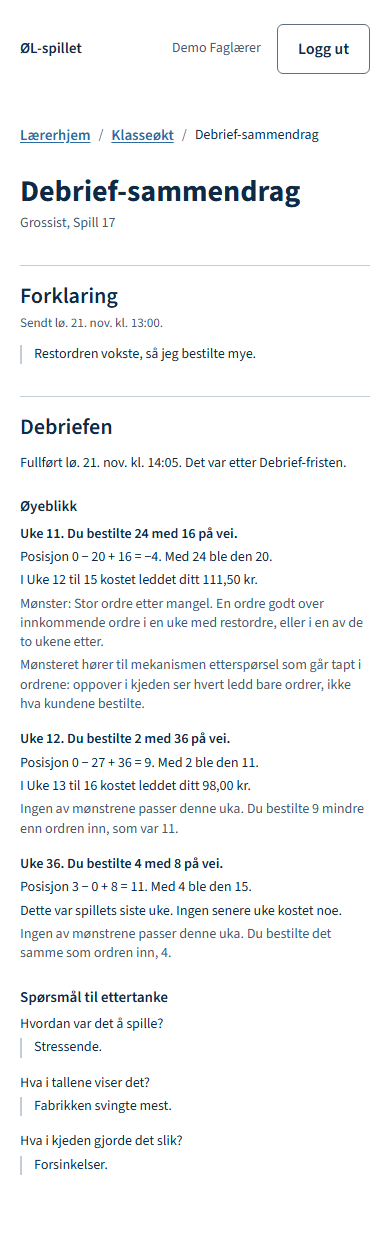 ØL-spillet
Demo Faglærer
Logg ut
Lærerhjem / Klasseøkt / Debrief-sammendrag
Debrief-sammendrag
Grossist, Spill 17
Forklaring
Sendt lø. 21. nov. kl. 13:00.
Restordren vokste, så jeg bestilte mye.
Debriefen
Fullført lø. 21. nov. kl. 14:05. Det var etter Debrief-fristen.
Øyeblikk
Uke 11. Du bestilte 24 med 16 på vei.
Posisjon 0 − 20 + 16 = −4. Med 24 ble den 20.
I Uke 12 til 15 kostet leddet ditt 111,50 kr.
Mønster: Stor ordre etter mangel. En ordre godt over
innkommende ordre i en uke med restordre, eller i en av de
to ukene etter.
Mønsteret hører til mekanismen etterspørsel som går tapt i
ordrene: oppover i kjeden ser hvert ledd bare ordrer, ikke
hva kundene bestilte.
Uke 12. Du bestilte 2 med 36 på vei.
Posisjon 0 − 27 + 36 = 9. Med 2 ble den 11.
I Uke 13 til 16 kostet leddet ditt 98,00 kr.
Ingen av mønstrene passer denne uka. Du bestilte 9 mindre
enn ordren inn, som var 11.
Uke 36. Du bestilte 4 med 8 på vei.
Posisjon 3 − 0 + 8 = 11. Med 4 ble den 15.
Dette var spillets siste uke. Ingen senere uke kostet noe.
Ingen av mønstrene passer denne uka. Du bestilte det
samme som ordren inn, 4.
Spørsmål til ettertanke
Hvordan var det å spille?
Stressende.
Hva i tallene viser det?
Fabrikken svingte mest.
Hva i kjeden gjorde det slik?
Forsinkelser.